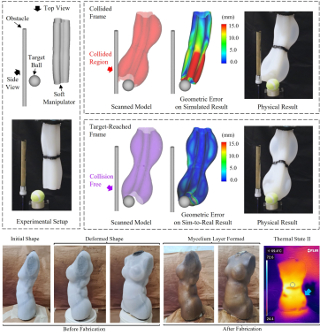 Top View
Obstacle
Target
Ball
Side
View
Soft
Manipulator
Experimental Setup
Collided
Frame
Collided
Region
(mm)
15.0
10.0
5.0
0.0
Scanned Model
Geometric Error
on Simulated Result
Physical Result
Target-Reached
Frame
Collision
Free
(mm)
15.0
10.0
5.0
0.0
Scanned Model
Geometric Error
on Sim-to-Real Result
Physical Result
Initial Shape
Deformed Shape
Mycelium Layer Formed
Thermal State II
Before Fabrication
After Fabrication